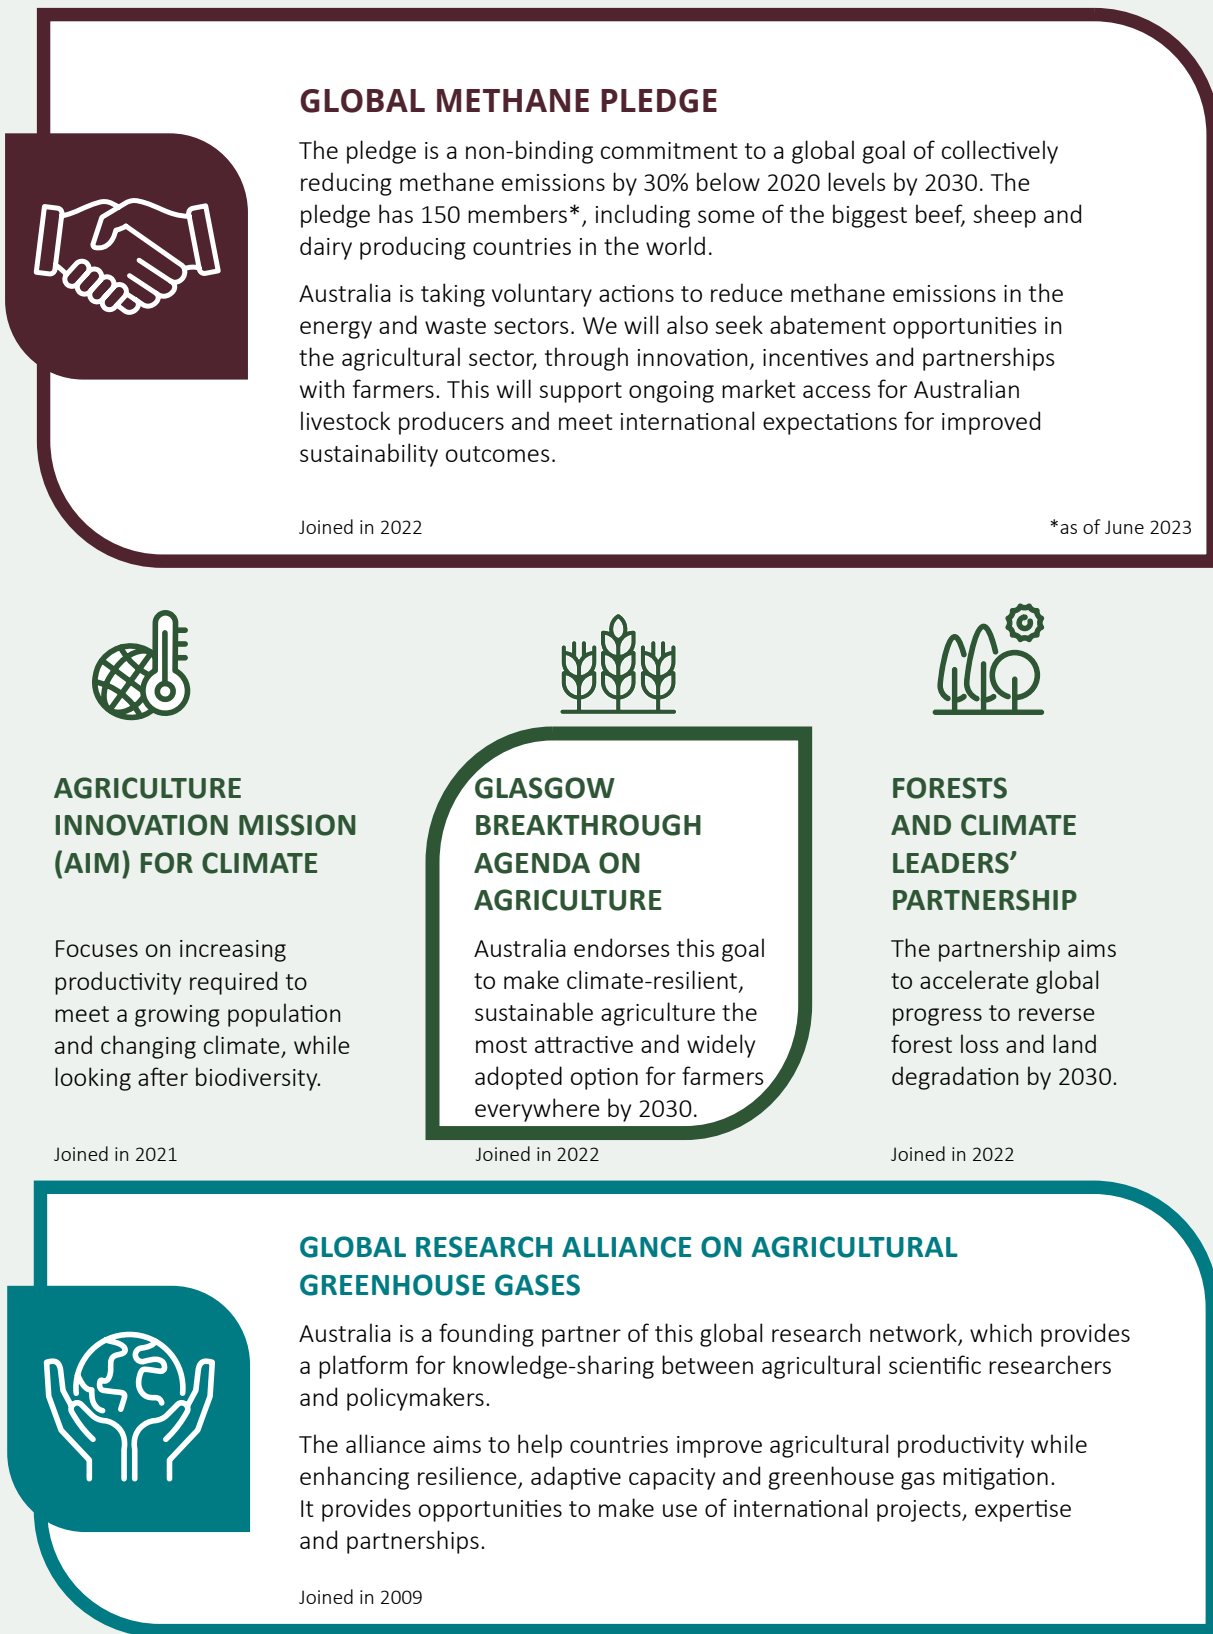 GLOBAL METHANE PLEDGE
The pledge is a non-binding commitment to a global goal of collectively
reducing methane emissions by 30% below 2020 levels by 2030. The
pledge has 150 members*, including some of the biggest beef, sheep and
dairy producing countries in the world.
Australia is taking voluntary actions to reduce methane emissions in the
energy and waste sectors. We will also seek abatement opportunities in
the agricultural sector, through innovation, incentives and partnerships
with farmers. This will support ongoing market access for Australian
livestock producers and meet international expectations for improved
sustainability outcomes.
Joined in 2022
*as of June 2023
AGRICULTURE
INNOVATION MISSION
(AIM) FOR CLIMATE
Focuses on increasing
productivity required to
meet a growing population
and changing climate, while
looking after biodiversity.
Joined in 2021
GLASGOW
BREAKTHROUGH
AGENDA ON
AGRICULTURE
Australia endorses this goal
to make climate-resilient,
sustainable agriculture the
most attractive and widely
adopted option for farmers
everywhere by 2030.
Joined in 2022
FORESTS
AND CLIMATE
LEADERS’
PARTNERSHIP
The partnership aims
to accelerate global
progress to reverse
forest loss and land
degradation by 2030.
Joined in 2022
GLOBAL RESEARCH ALLIANCE ON AGRICULTURAL
GREENHOUSE GASES
Australia is a founding partner of this global research network, which provides
a platform for knowledge-sharing between agricultural scientific researchers
and policymakers.
The alliance aims to help countries improve agricultural productivity while
enhancing resilience, adaptive capacity and greenhouse gas mitigation.
It provides opportunities to make use of international projects, expertise
and partnerships.
Joined in 2009